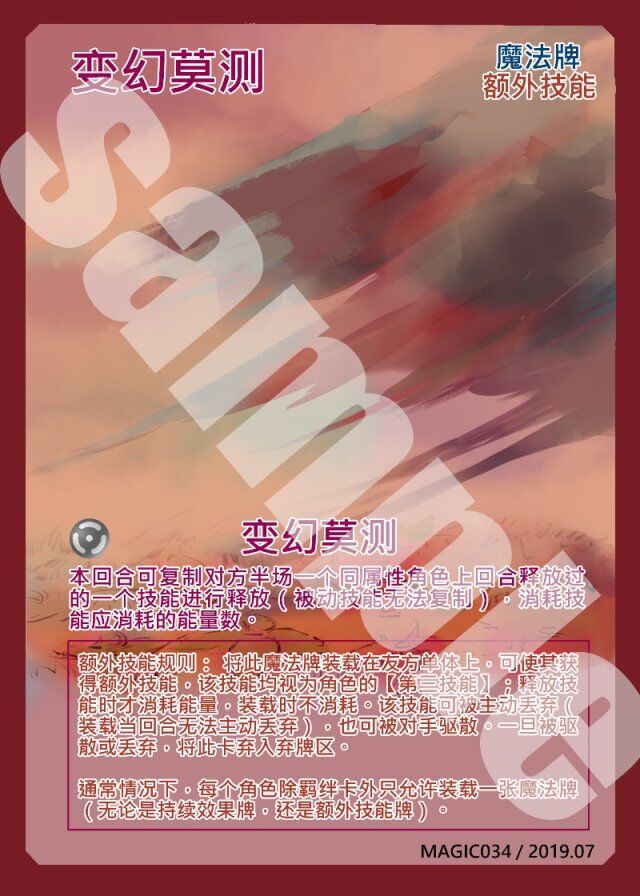 变幻莫测
魔法牌
额外技能
sample
变幻莫测
本回合可复制对方半场一个同属性角色上回合释放过
的一个技能进行释放（被动技能无法复制），消耗技
能应消耗的能量数。
额外技能规则：将此魔法牌装载在友方单体上，可使其获
得额外技能，该技能均视为角色的【第三技能】；释放技
能时才消耗能量，装载时不消耗。该技能可被主动丢弃（
装载当回合无法主动丢弃），也可被对手驱散。一旦被驱
散或丢弃，将此卡弃入弃牌区。
通常情况下，每个角色除羁绊卡外只允许装载一张魔法牌
（无论是持续效果牌，还是额外技能牌）。
MAGIC034 / 2019.07